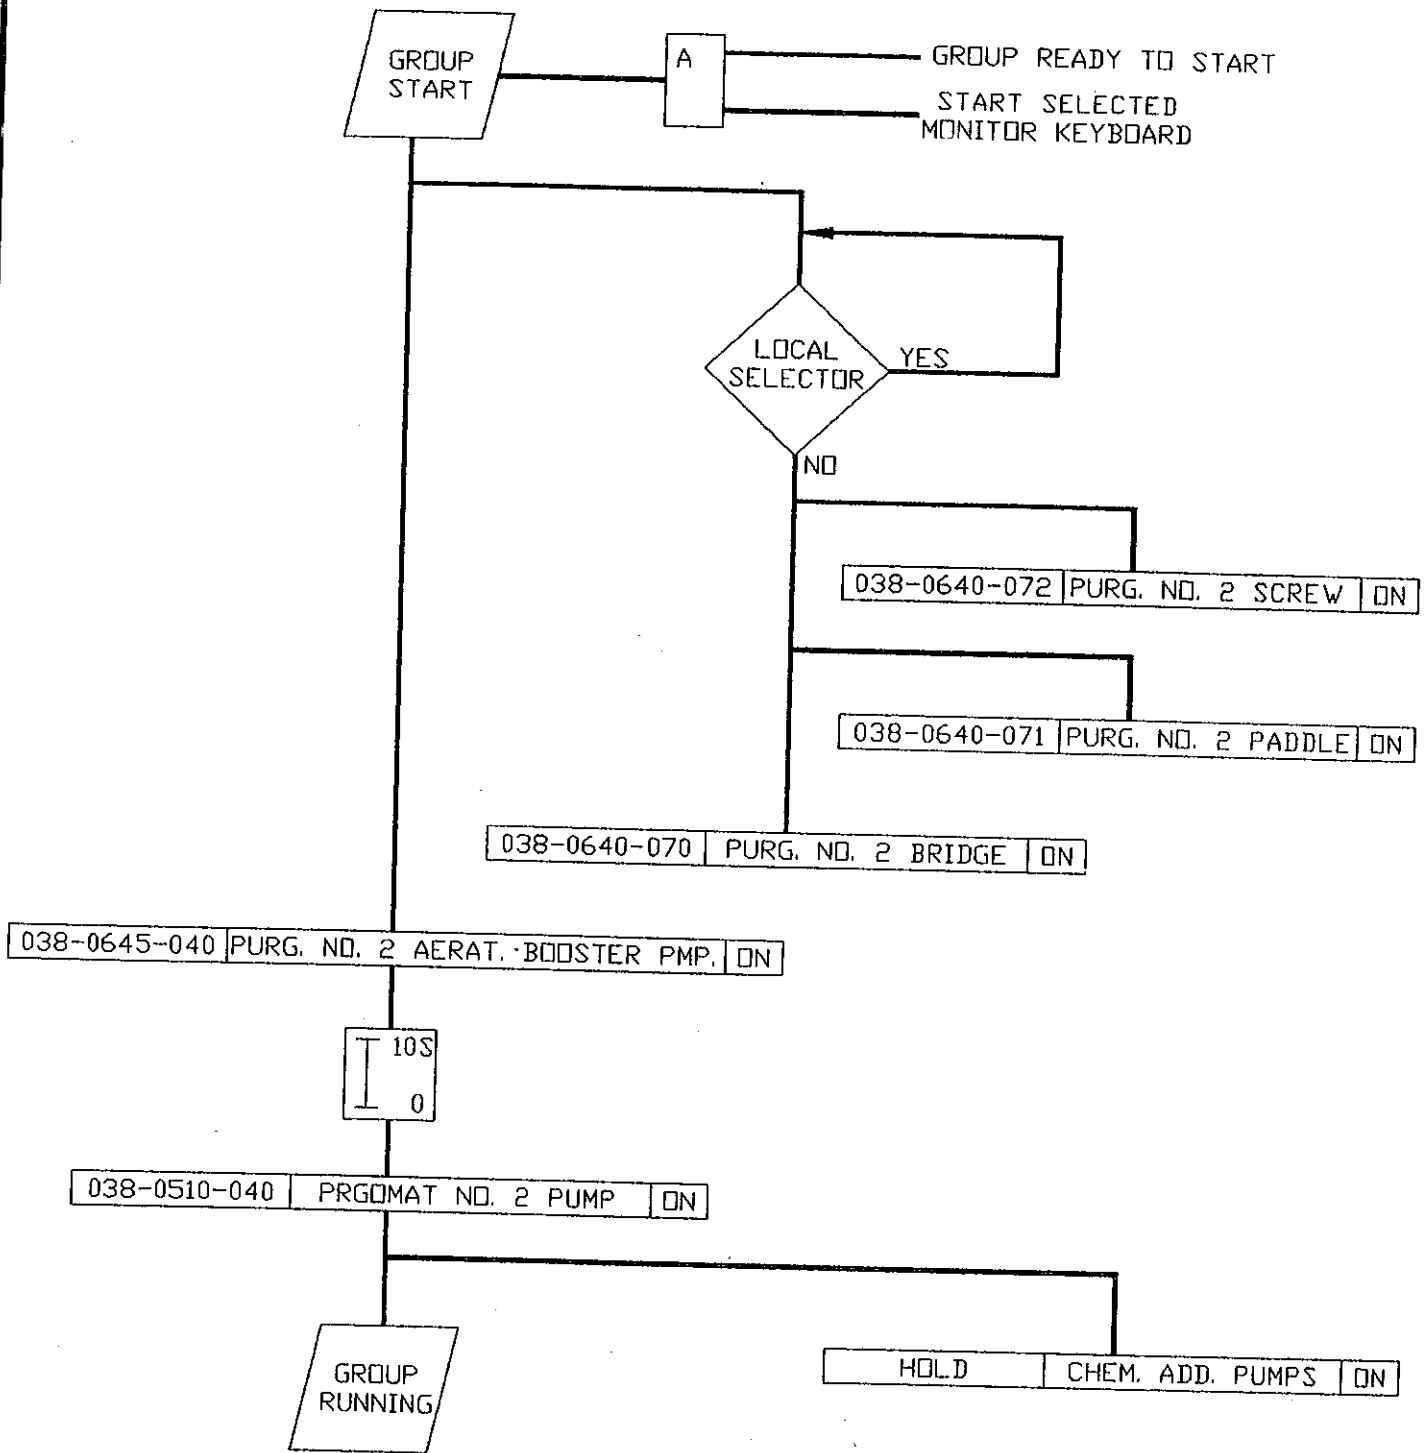 GROUP
START
A
GROUP READY TO START
START SELECTED
MONITOR KEYBOARD
LOCAL
SELECTOR
YES
NO
038-0640-072 PURG. NO. 2 SCREW ON
038-0640-071 PURG. NO. 2 PADDLE ON
038-0640-070 PURG. NO. 2 BRIDGE ON
038-0645-040 PURG. NO. 2 AERAT. BOOSTER PMP. ON
10S
0
038-0510-040 PRGOMAT NO. 2 PUMP ON
GROUP
RUNNING
HOLD CHEM. ADD. PUMPS ON